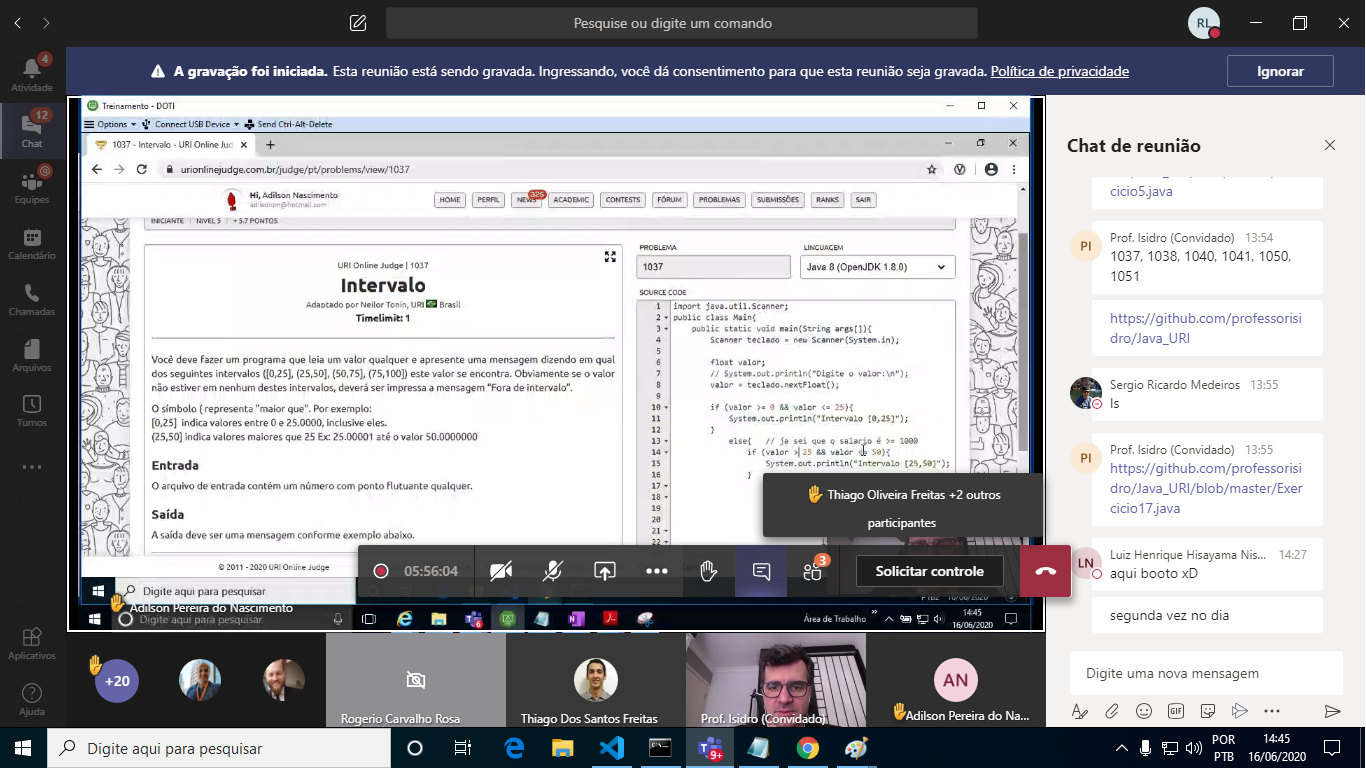 Pesquise ou digite um comando
RL
A gravação foi iniciada. Esta reunião está sendo gravada. Ingressando, você dá consentimento para que esta reunião seja gravada. Política de privacidade
Ignorar
4
Atividade
12
Chat
@
Equipes
Calendário
Chamadas
Arquivos
Turnos
Aplicativos
Ajuda
Treinamento - DOTI
Options
Connect USB Device
Send Ctrl-Alt-Delete
1037 - Intervalo - URI Online Jud
urionlinejudge.com.br/judge/pt/problems/view/1037
Hi, Adilson Nascimento
HOME
PERFIL
NEWS
326
ACADEMIC
CONTESTS
FÓRUM
PROBLEMAS
SUBMISSÕES
RANKS
SAIR
INICIANTE
NIVEL 5
+ 3.7 PONTOS
URI Online Judge | 1037
Intervalo
Adaptado por Neilor Tonin, URI Brasil
Timelimit: 1
Você deve fazer um programa que leia um valor qualquer e apresente uma mensagem dizendo em qual
dos seguintes intervalos ([0,25], (25,50], (50,75], (75,100]) este valor se encontra. Obviamente se o valor
não estiver em nenhum destes intervalos, deverá ser impressa a mensagem “Fora de intervalo”.
O símbolo ( representa "maior que". Por exemplo:
[0,25] indica valores entre 0 e 25.0000, inclusive eles.
(25,50] indica valores maiores que 25 Ex: 25.00001 até o valor 50.0000000
Entrada
O arquivo de entrada contém um número com ponto flutuante qualquer.
Saída
A saída deve ser uma mensagem conforme exemplo abaixo.
© 2011 - 2020 URI Online Judge
PROBLEMA
1037
LINGUAGEM
Java 8 (OpenJDK 1.8.0)
SOURCE CODE
1 import java.util.Scanner;
2 public class Main{
3 public static void main(String args[]){
4 Scanner teclado = new Scanner(System.in);
5
6 float valor;
7 // System.out.println("Digite o valor:\n");
8 valor = teclado.nextFloat();
9
10 if (valor >= 0 && valor <= 25){
11 System.out.println("Intervalo [0,25]");
12 }
13 else{ // ja sei que o salario é >= 1000
14 if (valor > 25 && valor <= 50){
15 System.out.println("Intervalo [25,50]");
16 }
17
18
19
20
21
22
Thiago Oliveira Freitas +2 outros
participantes
05:56:04
3
Solicitar controle
Digite aqui para pesquisar
Adilson Pereira do Nascimento
Digite aqui para pesquisar
Área de Trabalho
14:45
16/06/2020
+20
Rogerio Carvalho Rosa
Thiago Dos Santos Freitas
Prof. Isidro (Convidado)
AN
Adilson Pereira do Na...
Chat de reunião
cicio5.java
PI
Prof. Isidro (Convidado) 13:54
1037, 1038, 1040, 1041, 1050,
1051
https://github.com/professorisi
dro/Java_URI
Sergio Ricardo Medeiros 13:55
ls
PI
Prof. Isidro (Convidado) 13:55
https://github.com/professorisi
dro/Java_URI/blob/master/Exer
cicio17.java
LN
Luiz Henrique Hisayama Nis... 14:27
aqui booto xD
segunda vez no dia
Digite uma nova mensagem
GIF
Digite aqui para pesquisar
9+
POR
PTB
14:45
16/06/2020